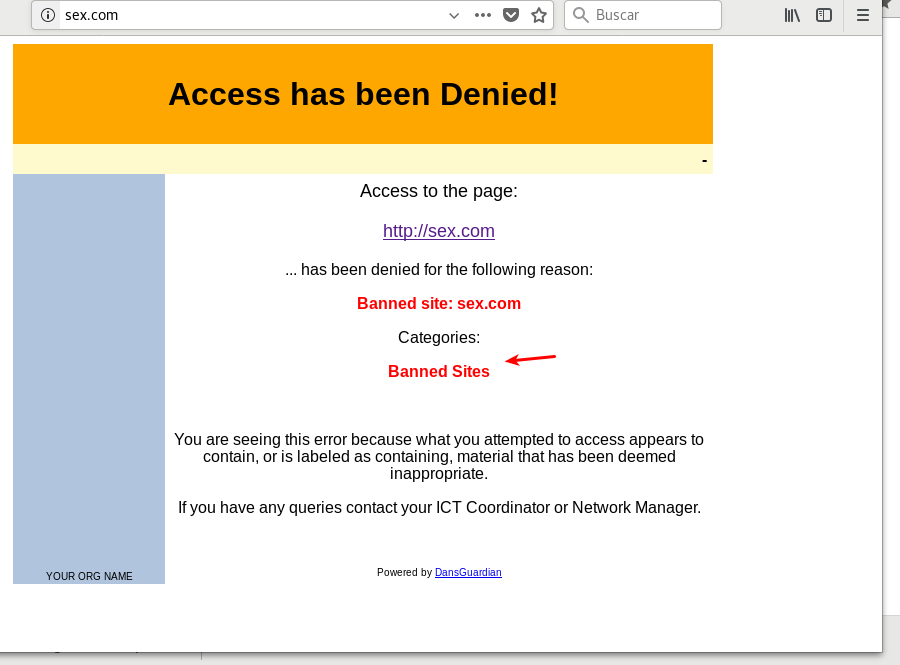 sex.com
Buscar
Access has been Denied!
-
Access to the page:
http://sex.com
... has been denied for the following reason:
Banned site: sex.com
Categories:
Banned Sites
You are seeing this error because what you attempted to access appears to
contain, or is labeled as containing, material that has been deemed
inappropriate.
If you have any queries contact your ICT Coordinator or Network Manager.
YOUR ORG NAME
Powered by DansGuardian